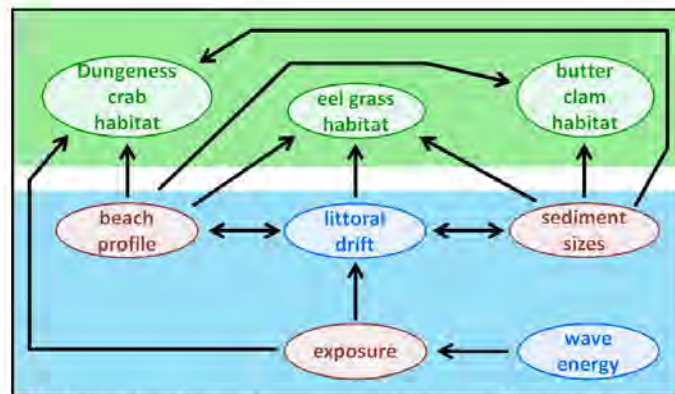 Dungeness
crab
habitat
eel grass
habitat
butter
clam
habitat
beach
profile
littoral
drift
sediment
sizes
exposure
wave
energy